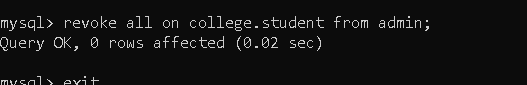 mysql> revoke all on college.student from admin;
Query OK, 0 rows affected (0.02 sec)
mysql> exit